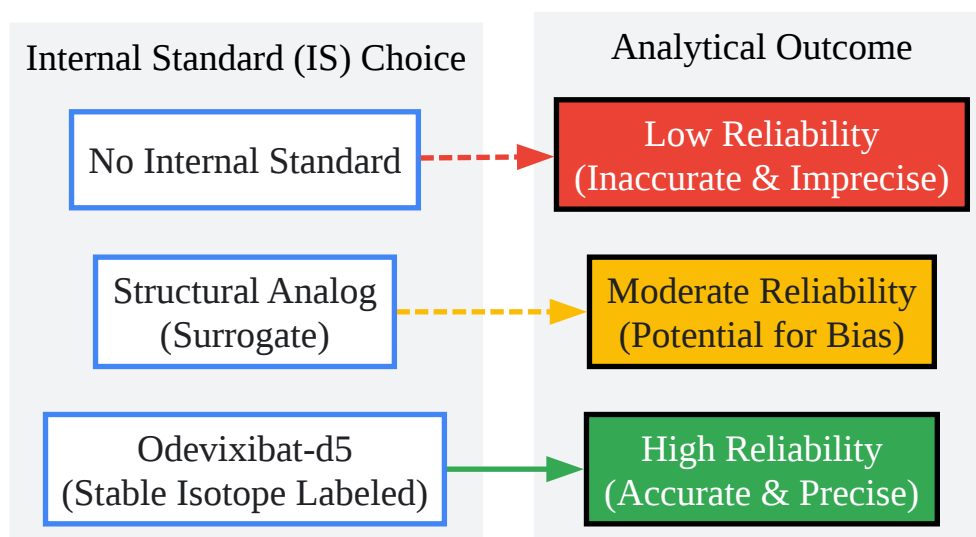 Internal Standard (IS) Choice
Analytical Outcome
No Internal Standard
Low Reliability
(Inaccurate & Imprecise)
Structural Analog
(Surrogate)
Moderate Reliability
(Potential for Bias)
Odevixibat-d5
(Stable Isotope Labeled)
High Reliability
(Accurate & Precise)